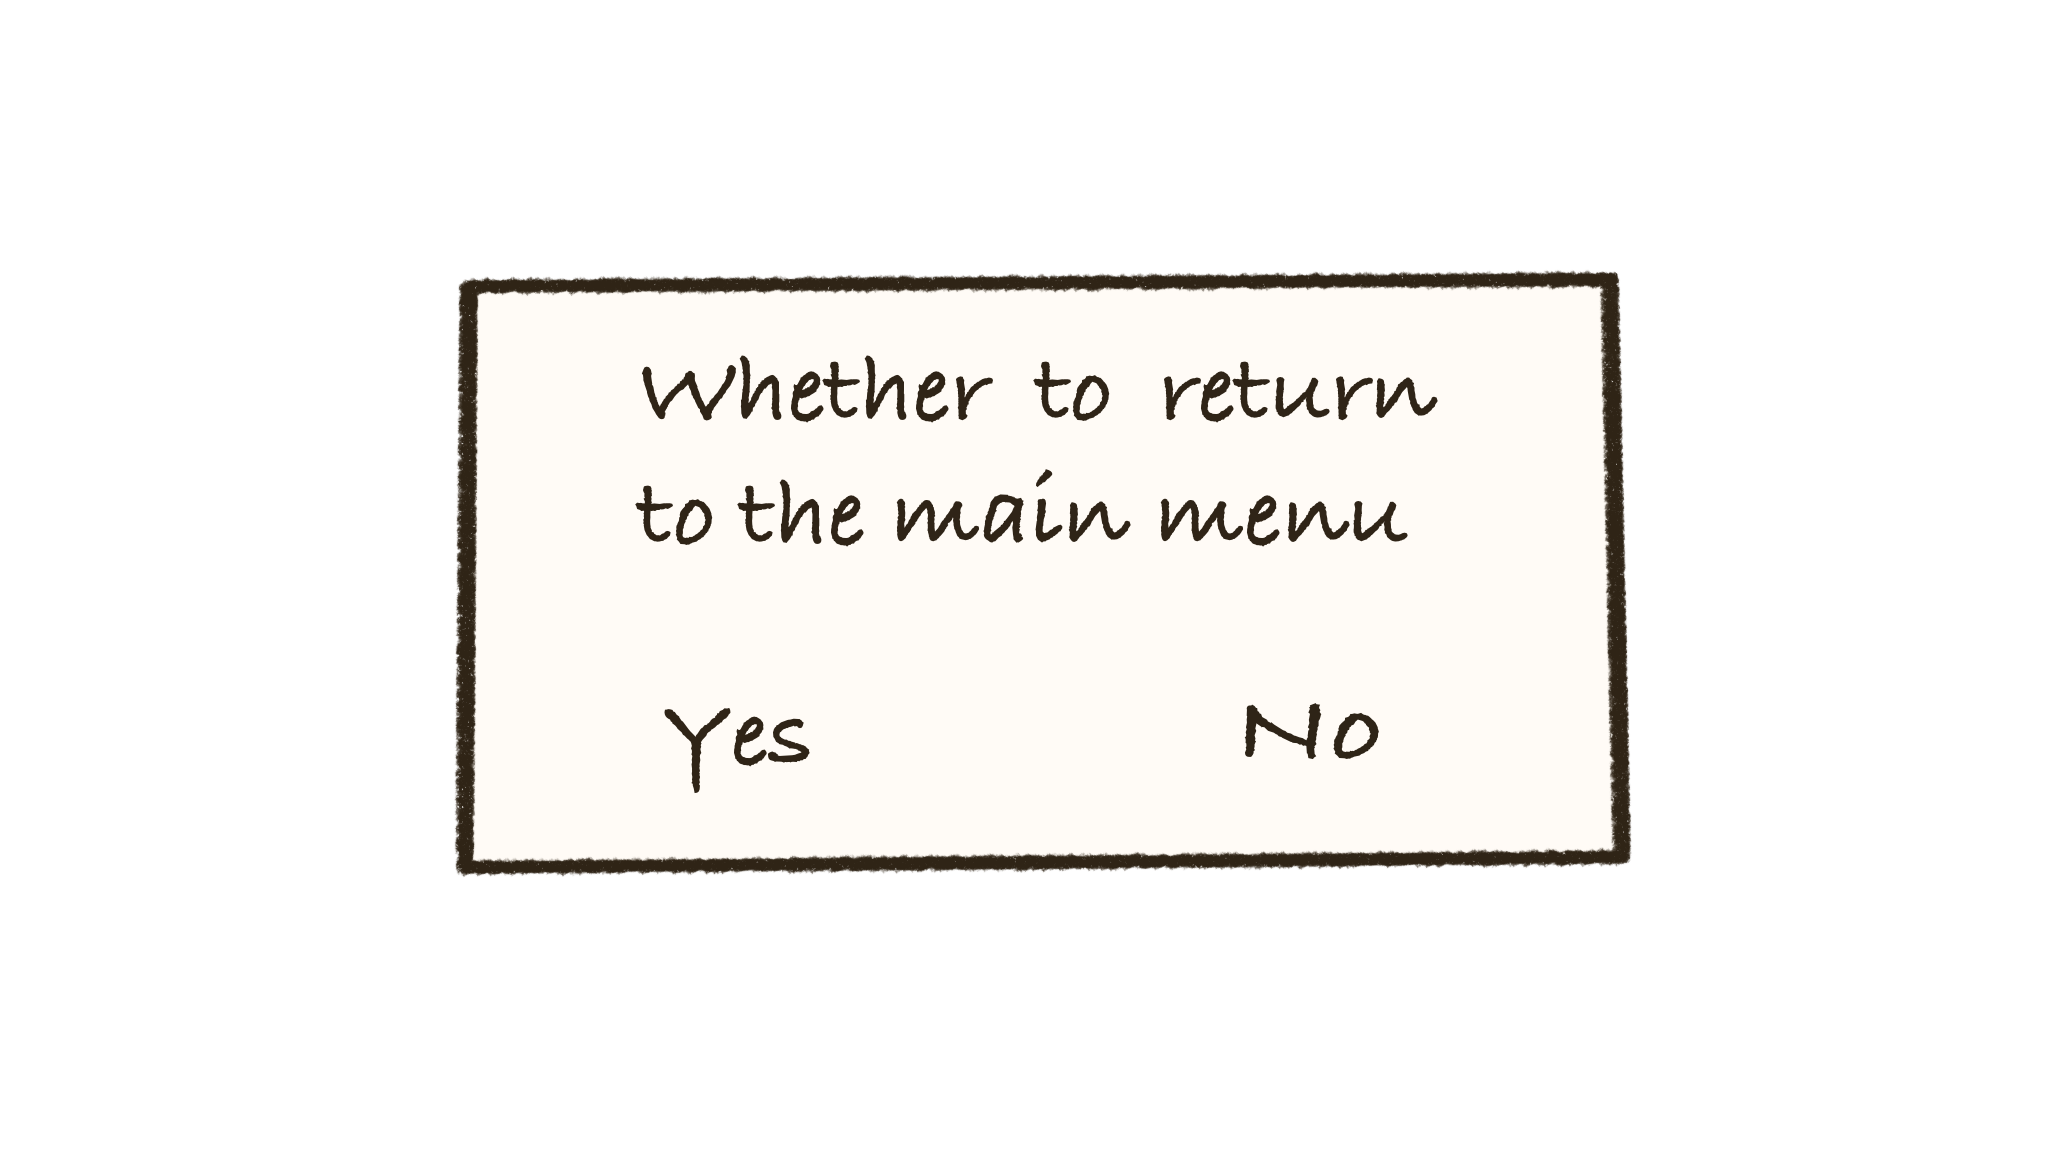 Whether to return
to the main menu
Yes No